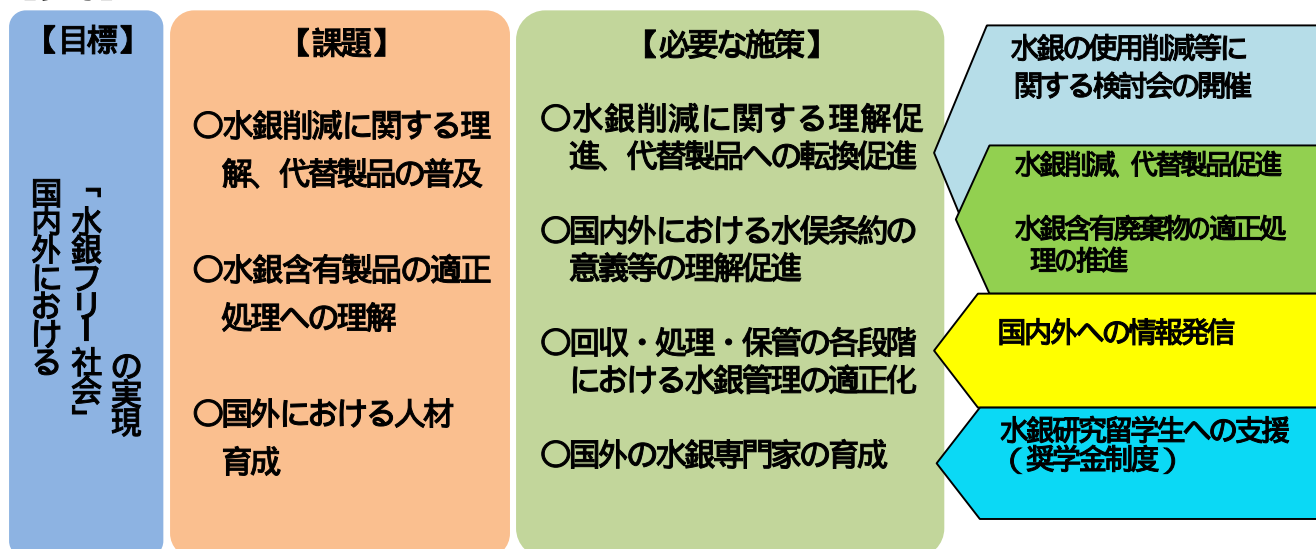 【目標】
国内外における
「水銀フリー社会」
の実現
【課題】
○水銀削減に関する理
解、代替製品の普及
○水銀含有製品の適正
処理への理解
○国外における人材
育成
【必要な施策】
○水銀削減に関する理解促
進、代替製品への転換促進
○国内外における水俣条約の
意義等の理解促進
○回収・処理・保管の各段階
における水銀管理の適正化
○国外の水銀専門家の育成
水銀の使用削減等に
関する検討会の開催
水銀削減、代替製品促進
水銀含有廃棄物の適正処
理の推進
国内外への情報発信
水銀研究留学生への支援
（奨学金制度）